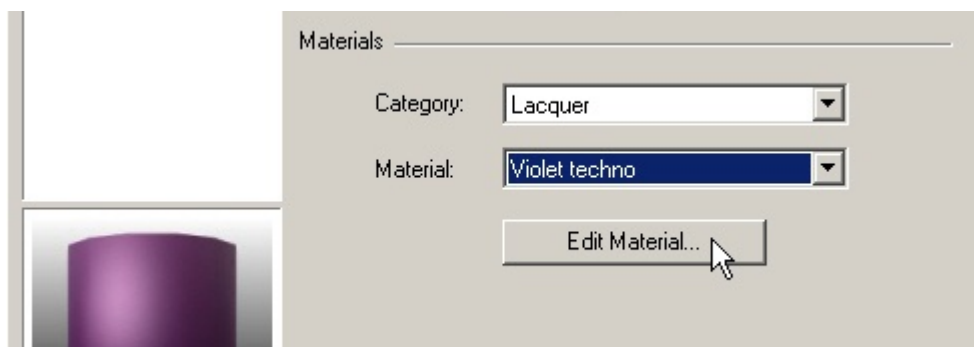 Materials
Category: Lacquer
Material: Violet techno
Edit Material...